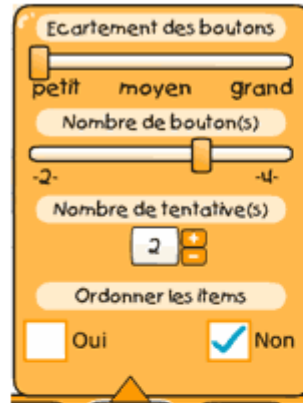 Ecartement des boutons
petit moyen grand
Nombre de bouton(s)
-2- -4-
Nombre de tentative(s)
2 + -
Ordonner les items
Oui Non